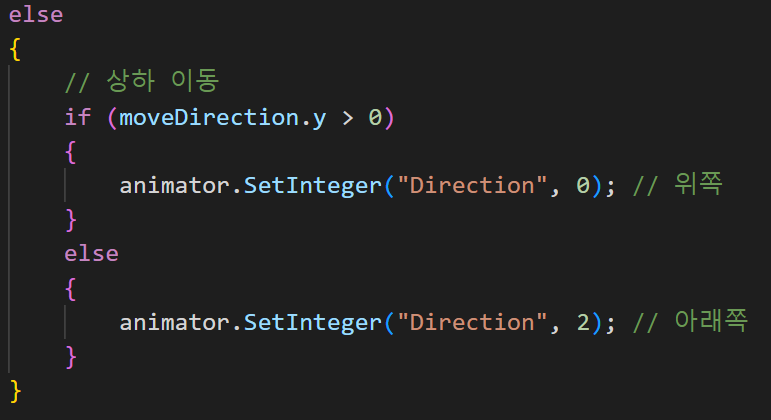 else
{
    // 상하 이동
    if (moveDirection.y > 0)
    {
        animator.SetInteger("Direction", 0); // 위쪽
    }
    else
    {
        animator.SetInteger("Direction", 2); // 아래쪽
    }
}